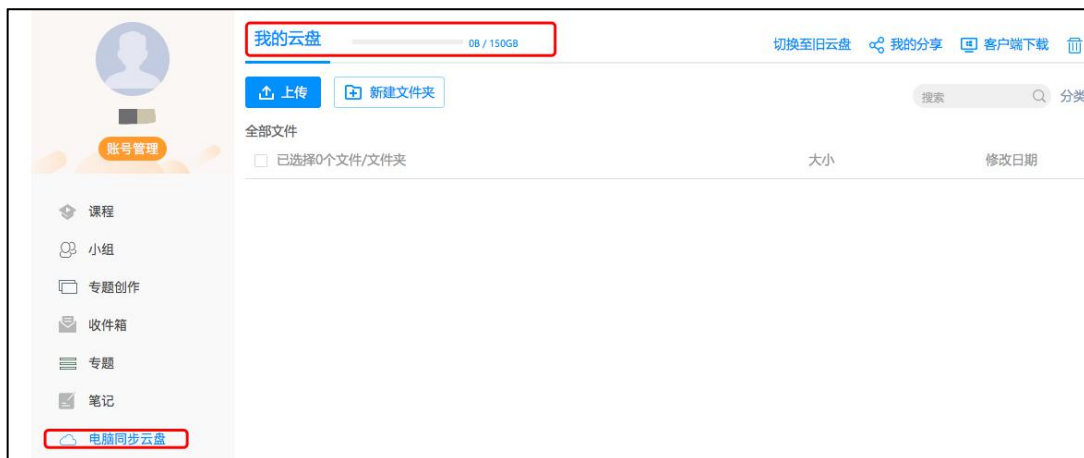 我的云盘 0B / 150GB 切换至旧云盘 我的分享 客户端下载
上传 新建文件夹 搜索 分类
全部文件
已选择0个文件/文件夹 大小 修改日期
账号管理
课程
小组
专题创作
收件箱
专题
笔记
电脑同步云盘